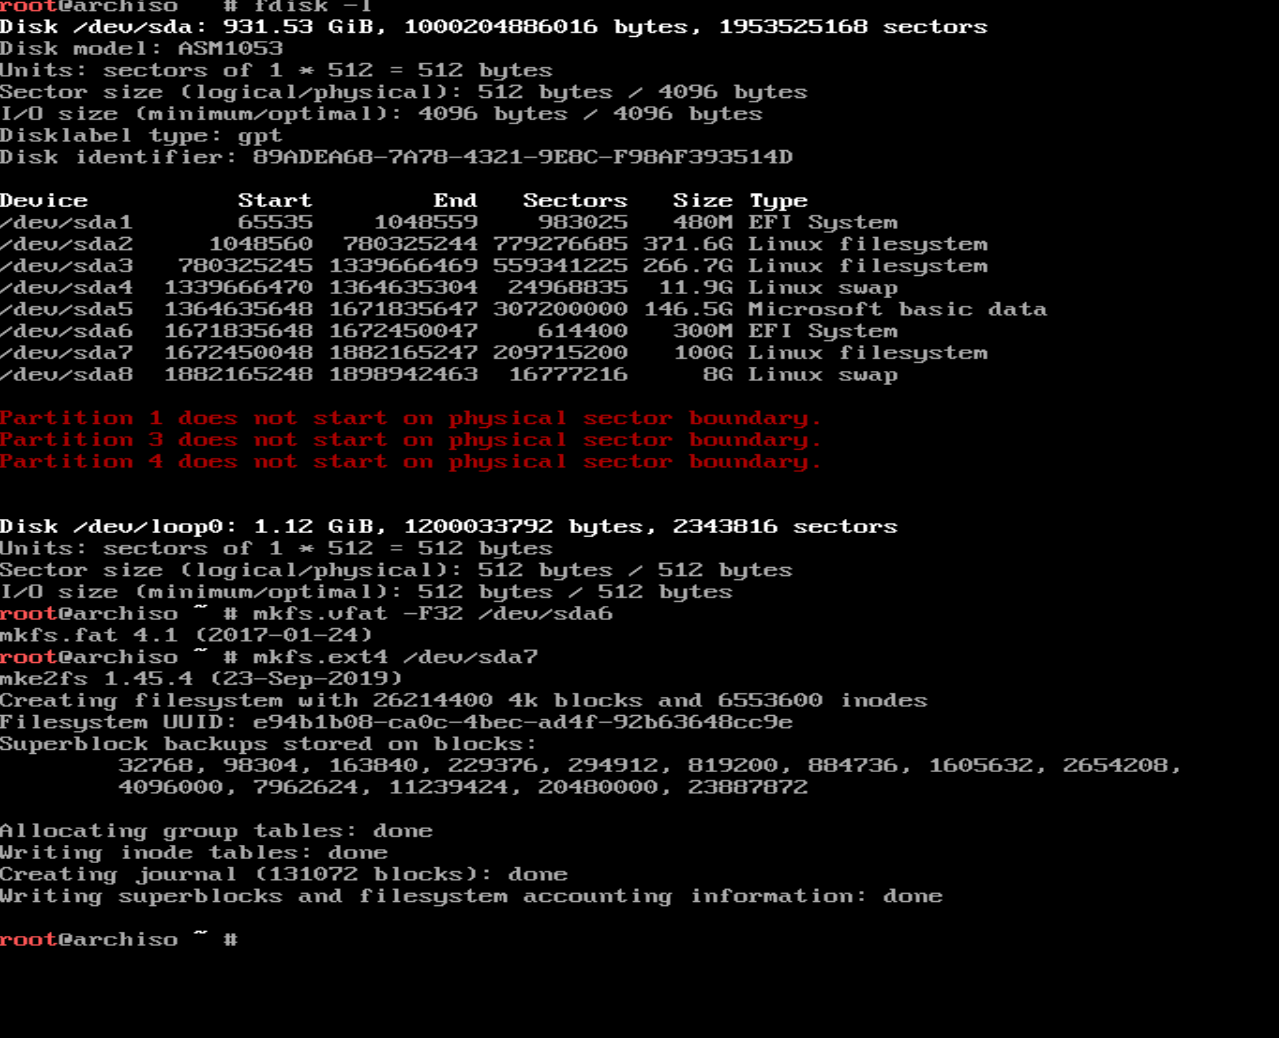 root@archiso   # fdisk -l
Disk /dev/sda: 931.53 GiB, 1000204886016 bytes, 1953525168 sectors
Disk model: ASM1053
Units: sectors of 1 * 512 = 512 bytes
Sector size (logical/physical): 512 bytes / 4096 bytes
I/O size (minimum/optimal): 4096 bytes / 4096 bytes
Disklabel type: gpt
Disk identifier: 89ADEA68-7A78-4321-9E8C-F98AF393514D
Device          Start        End   Sectors   Size Type
/dev/sda1       65535    1048559    983025   480M EFI System
/dev/sda2     1048560  780325244 779276685 371.6G Linux filesystem
/dev/sda3   780325245 1339666469 559341225 266.7G Linux filesystem
/dev/sda4  1339666470 1364635304  24968835  11.9G Linux swap
/dev/sda5  1364635648 1671835647 307200000 146.5G Microsoft basic data
/dev/sda6  1671835648 1672450047    614400   300M EFI System
/dev/sda7  1672450048 1882165247 209715200   100G Linux filesystem
/dev/sda8  1882165248 1898942463  16777216     8G Linux swap
Partition 1 does not start on physical sector boundary.
Partition 3 does not start on physical sector boundary.
Partition 4 does not start on physical sector boundary.
Disk /dev/loop0: 1.12 GiB, 1200033792 bytes, 2343816 sectors
Units: sectors of 1 * 512 = 512 bytes
Sector size (logical/physical): 512 bytes / 512 bytes
I/O size (minimum/optimal): 512 bytes / 512 bytes
root@archiso ~ # mkfs.vfat -F32 /dev/sda6
mkfs.fat 4.1 (2017-01-24)
root@archiso ~ # mkfs.ext4 /dev/sda7
mke2fs 1.45.4 (23-Sep-2019)
Creating filesystem with 26214400 4k blocks and 6553600 inodes
Filesystem UUID: e94b1b08-ca0c-4bec-ad4f-92b63648cc9e
Superblock backups stored on blocks:
        32768, 98304, 163840, 229376, 294912, 819200, 884736, 1605632, 2654208,
        4096000, 7962624, 11239424, 20480000, 23887872
Allocating group tables: done
Writing inode tables: done
Creating journal (131072 blocks): done
Writing superblocks and filesystem accounting information: done
root@archiso ~ #